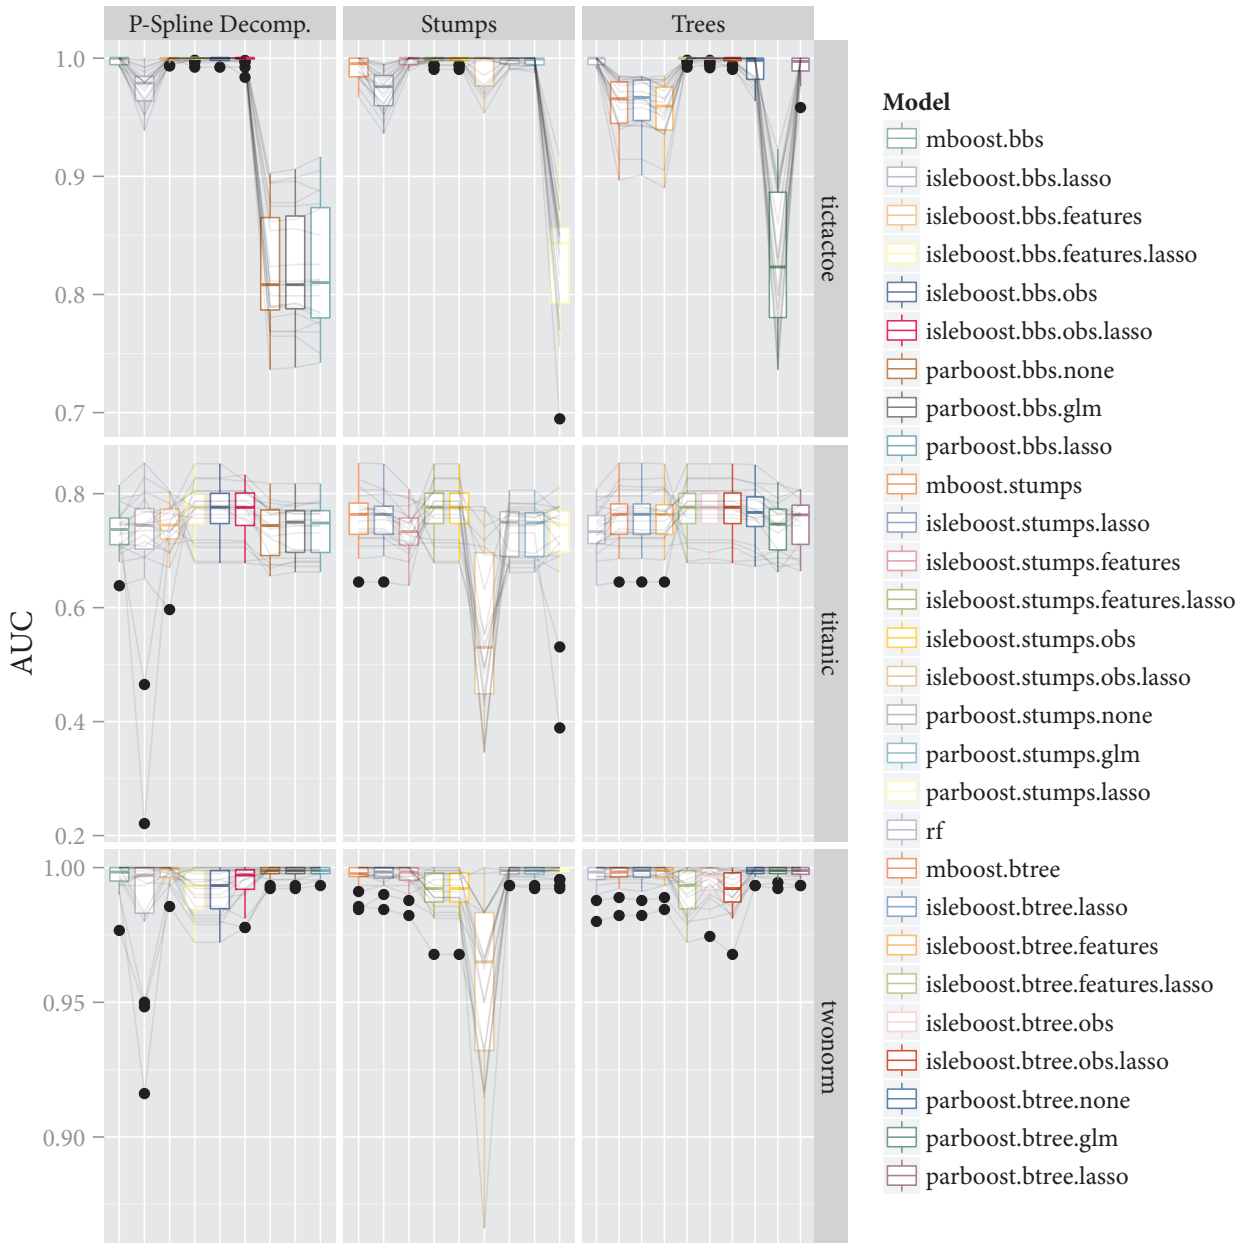 P-Spline Decomp.
Stumps
Trees
1.0
0.9
0.8
0.7
tictactoe
0.8
0.6
0.4
0.2
titanic
1.00
0.95
0.90
twonorm
AUC
Model
mboost.bbs
isleboost.bbs.lasso
isleboost.bbs.features
isleboost.bbs.features.lasso
isleboost.bbs.obs
isleboost.bbs.obs.lasso
parboost.bbs.none
parboost.bbs.glm
parboost.bbs.lasso
mboost.stumps
isleboost.stumps.lasso
isleboost.stumps.features
isleboost.stumps.features.lasso
isleboost.stumps.obs
isleboost.stumps.obs.lasso
parboost.stumps.none
parboost.stumps.glm
parboost.stumps.lasso
rf
mboost.btree
isleboost.btree.lasso
isleboost.btree.features
isleboost.btree.features.lasso
isleboost.btree.obs
isleboost.btree.obs.lasso
parboost.btree.none
parboost.btree.glm
parboost.btree.lasso